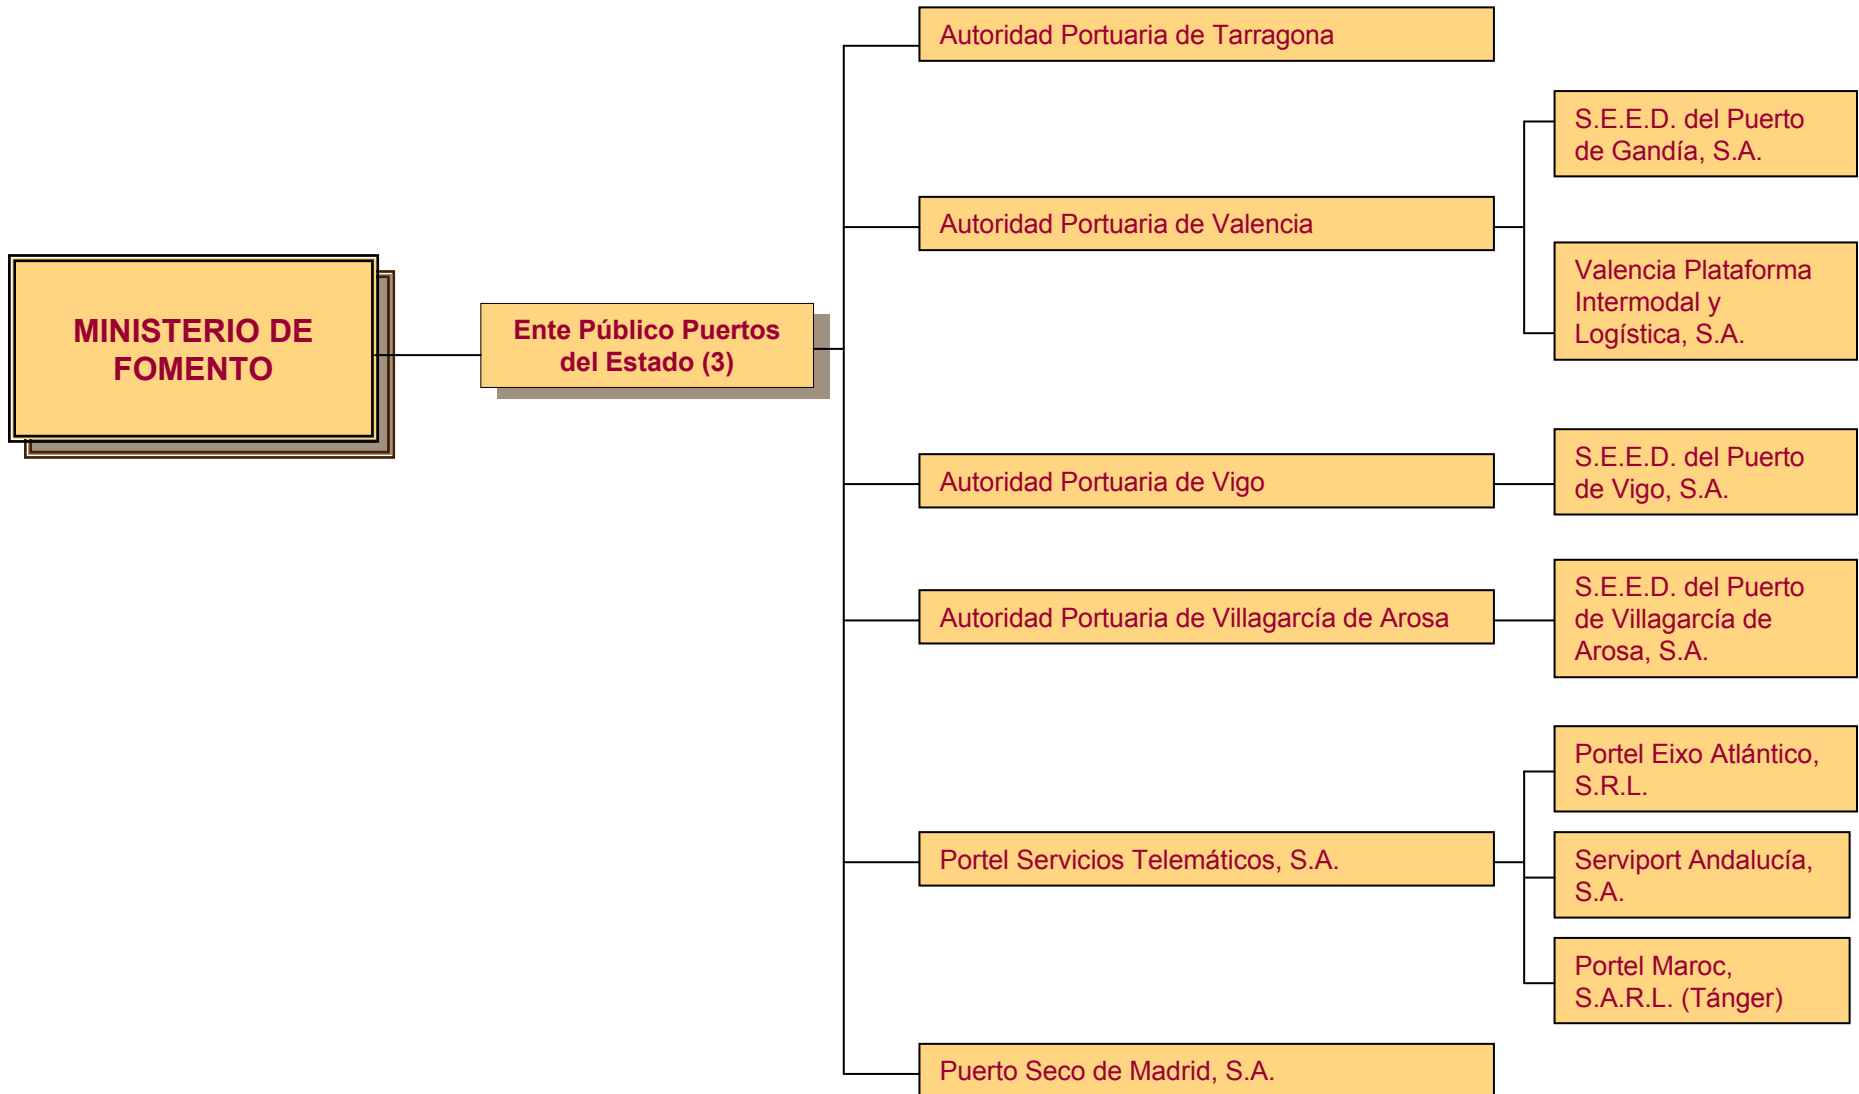 MINISTERIO DE
FOMENTO
Ente Público Puertos
del Estado (3)
Autoridad Portuaria de Tarragona
Autoridad Portuaria de Valencia
S.E.E.D. del Puerto
de Gandía, S.A.
Valencia Plataforma
Intermodal y
Logística, S.A.
Autoridad Portuaria de Vigo
S.E.E.D. del Puerto
de Vigo, S.A.
Autoridad Portuaria de Villagarcía de Arosa
S.E.E.D. del Puerto
de Villagarcía de
Arosa, S.A.
Portel Servicios Telemáticos, S.A.
Portel Eixo Atlántico,
S.R.L.
Serviport Andalucía,
S.A.
Portel Maroc,
S.A.R.L. (Tánger)
Puerto Seco de Madrid, S.A.